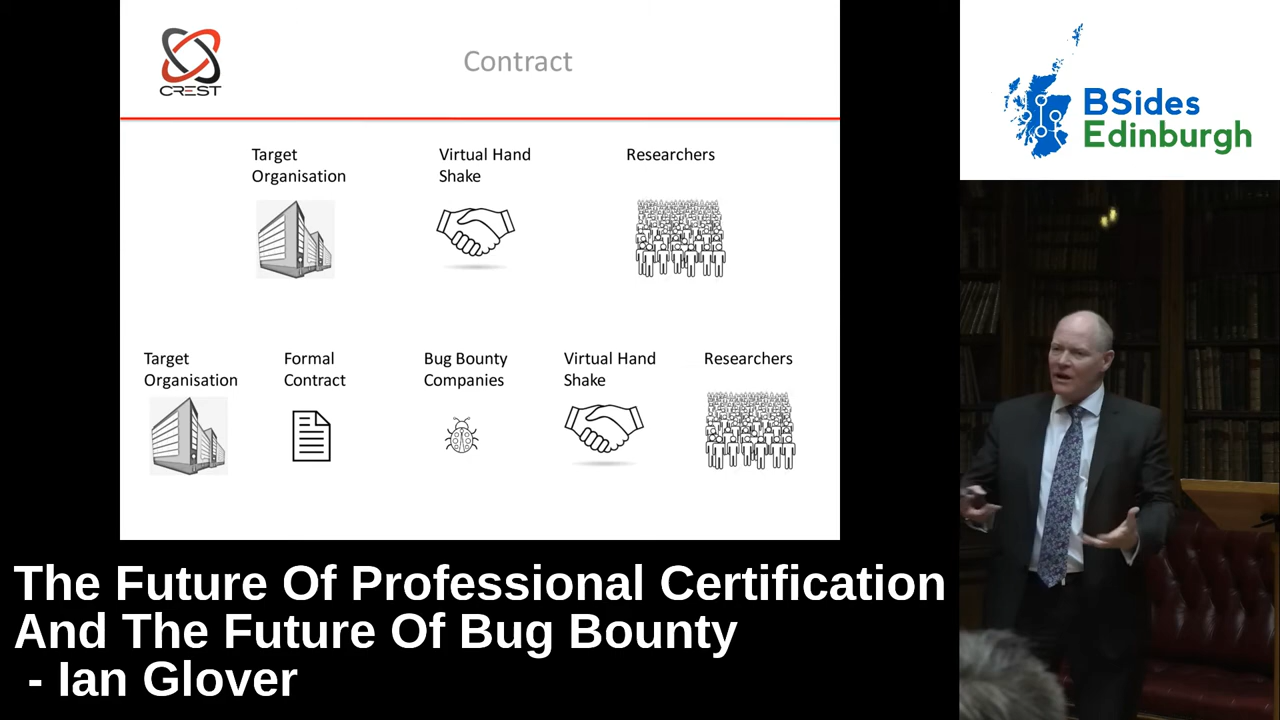 CREST
Contract
Target
Organisation
Virtual Hand
Shake
Researchers
Target
Organisation
Formal
Contract
Bug Bounty
Companies
Virtual Hand
Shake
Researchers
BSides
Edinburgh
The Future Of Professional Certification
And The Future Of Bug Bounty
- Ian Glover